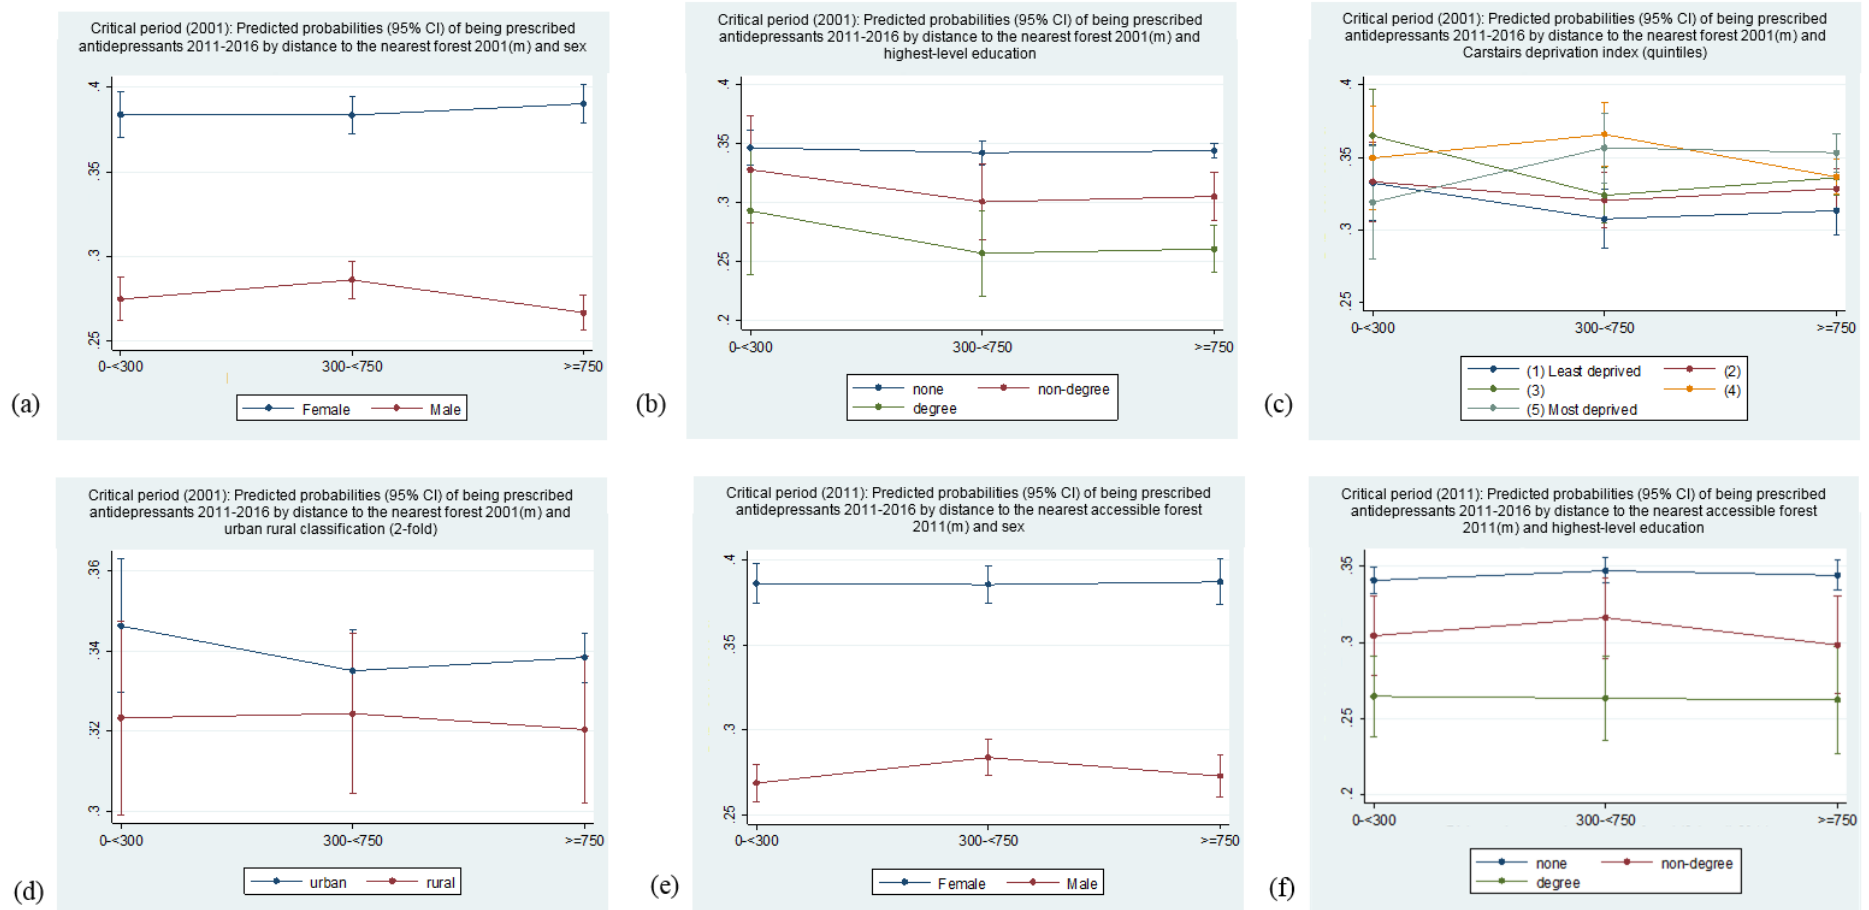 Critical period (2001): Predicted probabilities (95% CI) of being prescribed
antidepressants 2011-2016 by distance to the nearest forest 2001(m) and sex
.4
.35
.3
.25
0-<300
300-<750
>=750
Female
Male
(a)
Critical period (2001): Predicted probabilities (95% CI) of being prescribed
antidepressants 2011-2016 by distance to the nearest forest 2001(m) and
highest-level education
.4
.35
.3
.25
.2
0-<300
300-<750
>=750
none
non-degree
degree
(b)
Critical period (2001): Predicted probabilities (95% CI) of being prescribed
antidepressants 2011-2016 by distance to the nearest forest 2001(m) and
Carstairs deprivation index (quintiles)
.4
.35
.3
.25
0-<300
300-<750
>=750
(1) Least deprived
(2)
(3)
(4)
(5) Most deprived
(c)
Critical period (2001): Predicted probabilities (95% CI) of being prescribed
antidepressants 2011-2016 by distance to the nearest forest 2001(m) and
urban rural classification (2-fold)
.36
.34
.32
.3
0-<300
300-<750
>=750
urban
rural
(d)
Critical period (2011): Predicted probabilities (95% CI) of being prescribed
antidepressants 2011-2016 by distance to the nearest accessible forest
2011(m) and sex
.4
.35
.3
.25
0-<300
300-<750
>=750
Female
Male
(e)
Critical period (2011): Predicted probabilities (95% CI) of being prescribed
antidepressants 2011-2016 by distance to the nearest accessible forest
2011(m) and highest-level education
.35
.3
.25
.2
0-<300
300-<750
>=750
none
non-degree
degree
(f)